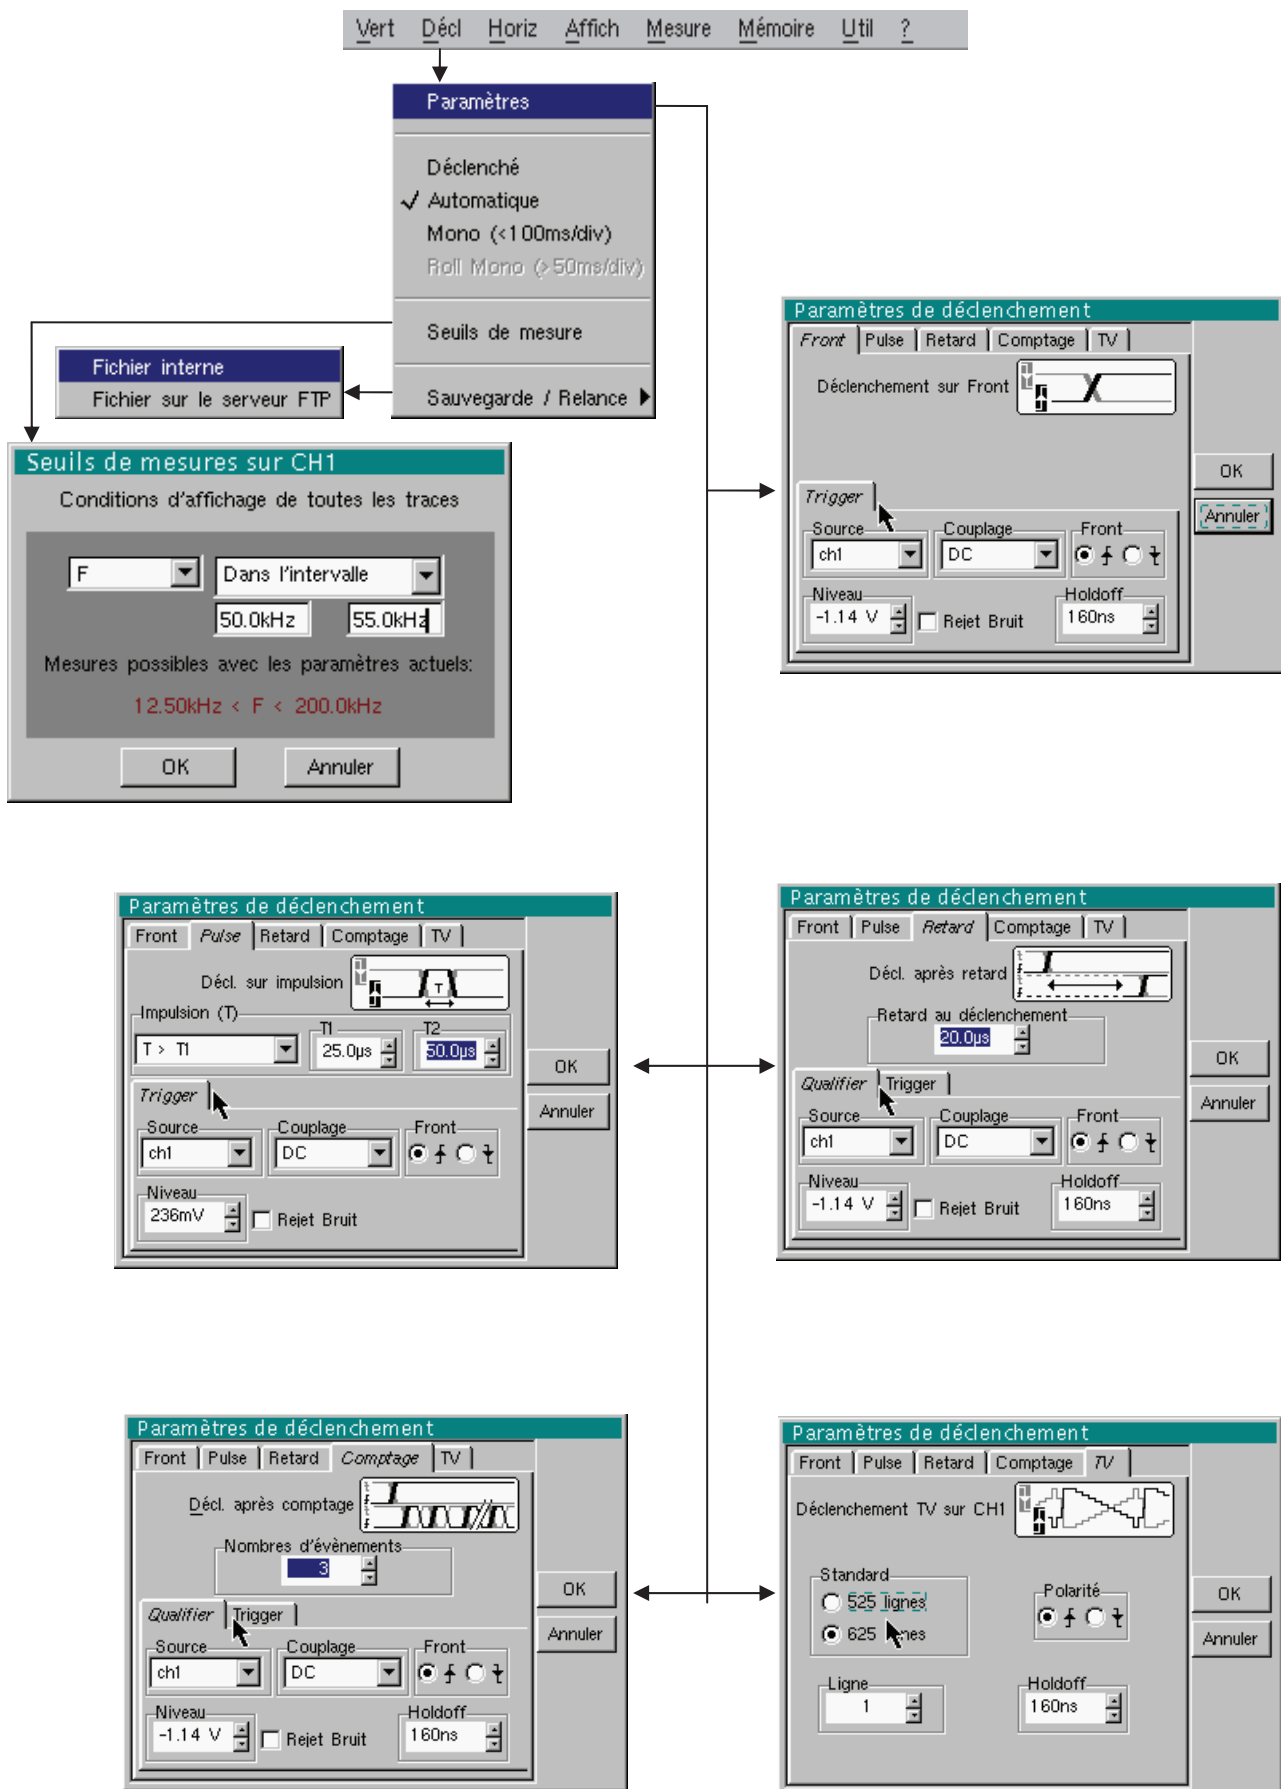 Vert Décl Horiz Affich Mesure Mémoire Util ?
Paramètres
Déclenché
Automatique
Mono (<100ms/div)
Roll Mono (>50ms/div)
Seuils de mesure
Sauvegarde / Relance
Fichier interne
Fichier sur le serveur FTP
Seuils de mesures sur CH1
Conditions d'affichage de toutes les traces
F Dans l'intervalle
50.0kHz 55.0kHz
Mesures possibles avec les paramètres actuels:
12.50kHz < F < 200.0kHz
OK Annuler
Paramètres de déclenchement
Front Pulse Retard Comptage TV
Déclenchement sur Front
Trigger
Source Couplage Front
ch1 DC
Niveau Holdoff
-1.14 V Rejet Bruit 160ns
OK
Annuler
Paramètres de déclenchement
Front Pulse Retard Comptage TV
Décl. sur impulsion
T
Impulsion (T) T1 T2
T > T1 25.0µs 50.0µs
Trigger
Source Couplage Front
ch1 DC
Niveau
236mV Rejet Bruit
OK
Annuler
Paramètres de déclenchement
Front Pulse Retard Comptage TV
Décl. après retard
Retard au déclenchement
20.0µs
Qualifier Trigger
Source Couplage Front
ch1 DC
Niveau Holdoff
-1.14 V Rejet Bruit 160ns
OK
Annuler
Paramètres de déclenchement
Front Pulse Retard Comptage TV
Décl. après comptage
Nombres d'évènements
3
Qualifier Trigger
Source Couplage Front
ch1 DC
Niveau Holdoff
-1.14 V Rejet Bruit 160ns
OK
Annuler
Paramètres de déclenchement
Front Pulse Retard Comptage TV
Déclenchement TV sur CH1
Standard Polarité
525 lignes
625
Ligne Holdoff
1 160ns
OK
Annuler